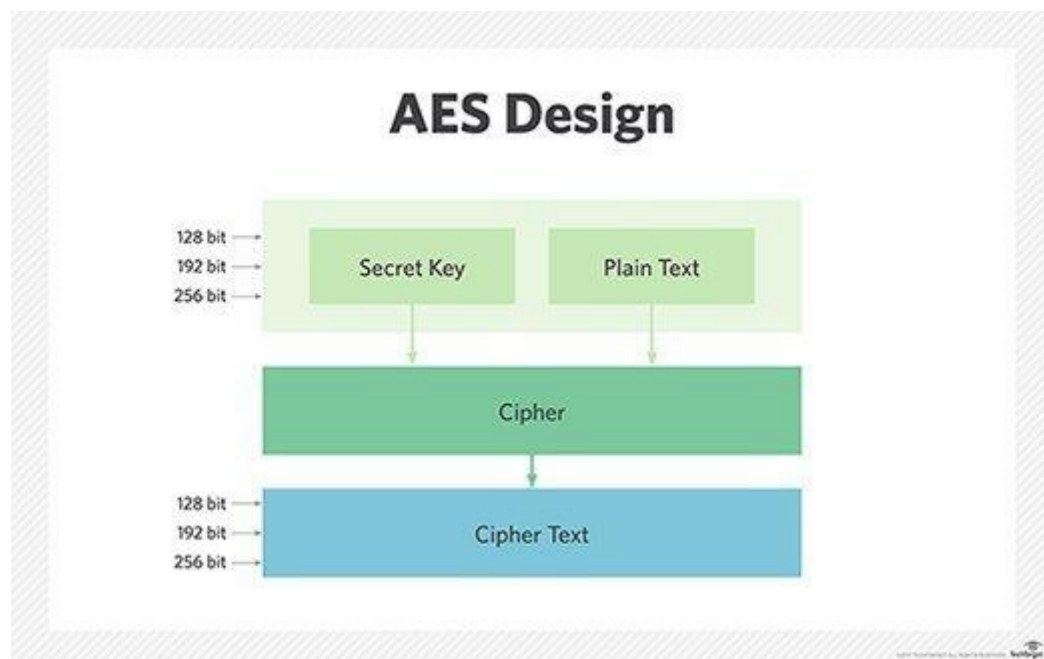 AES Design
128 bit
192 bit
256 bit
Secret Key
Plain Text
Cipher
128 bit
192 bit
256 bit
Cipher Text
TechTarget